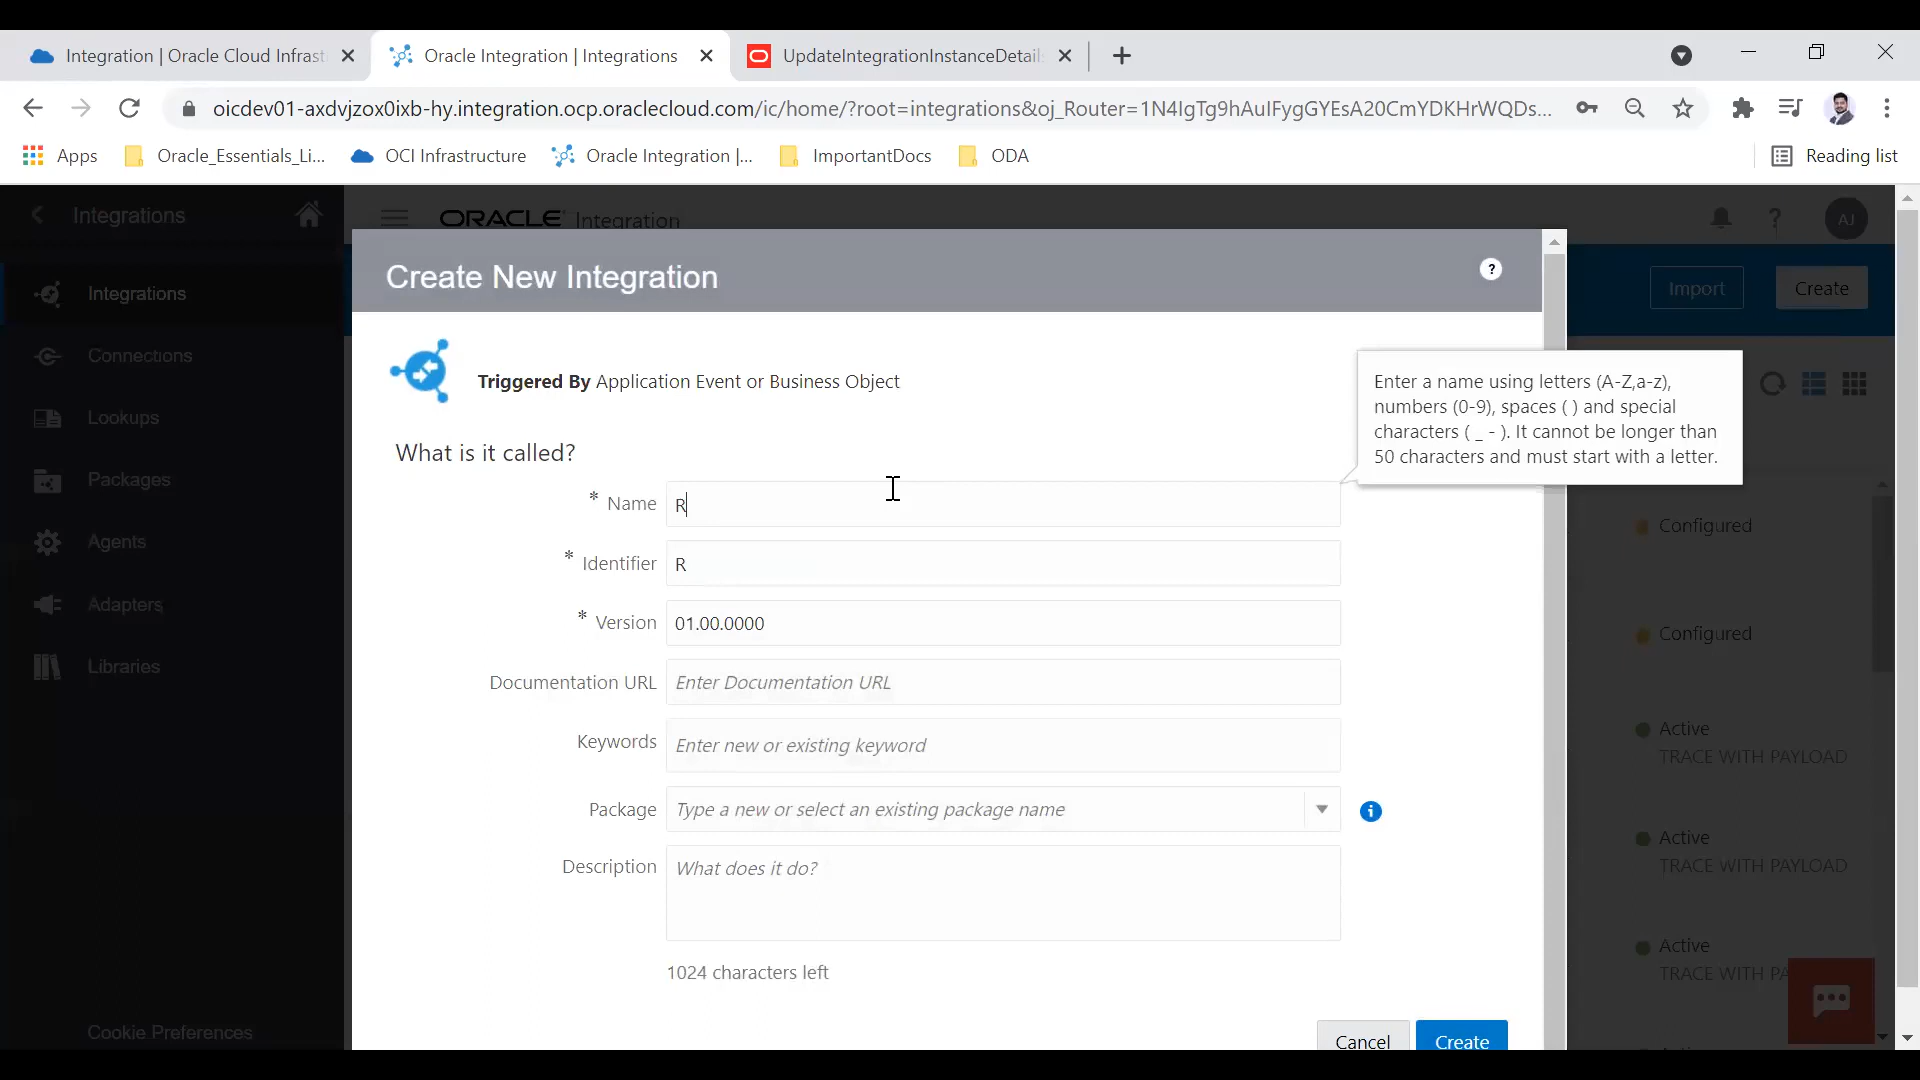 Integration | Oracle Cloud Infrast
Oracle Integration | Integrations
UpdateIntegrationInstanceDetails
oicdev01-axdvjzox0ixb-hy.integration.ocp.oraclecloud.com/ic/home/?root=integrations&oj_Router=1N4IgTg9hAuIFygGYEsA20CmYDKHrWQDs...
Apps
Oracle_Essentials_Li...
OCI Infrastructure
Oracle Integration |...
ImportantDocs
ODA
Reading list
Integrations
ORACLE Integration
? AJ
Integrations
Connections
Lookups
Packages
Agents
Adapters
Libraries
Cookie Preferences
Import
Create
Create New Integration
?
Triggered By Application Event or Business Object
What is it called?
Enter a name using letters (A-Z,a-z),
numbers (0-9), spaces ( ) and special
characters ( _ - ). It cannot be longer than
50 characters and must start with a letter.
* Name R
* Identifier R
* Version 01.00.0000
Documentation URL Enter Documentation URL
Keywords Enter new or existing keyword
Package Type a new or select an existing package name
i
Description What does it do?
1024 characters left
Cancel
Create
Configured
Configured
Active
TRACE WITH PAYLOAD
Active
TRACE WITH PAYLOAD
Active
TRACE WITH PA